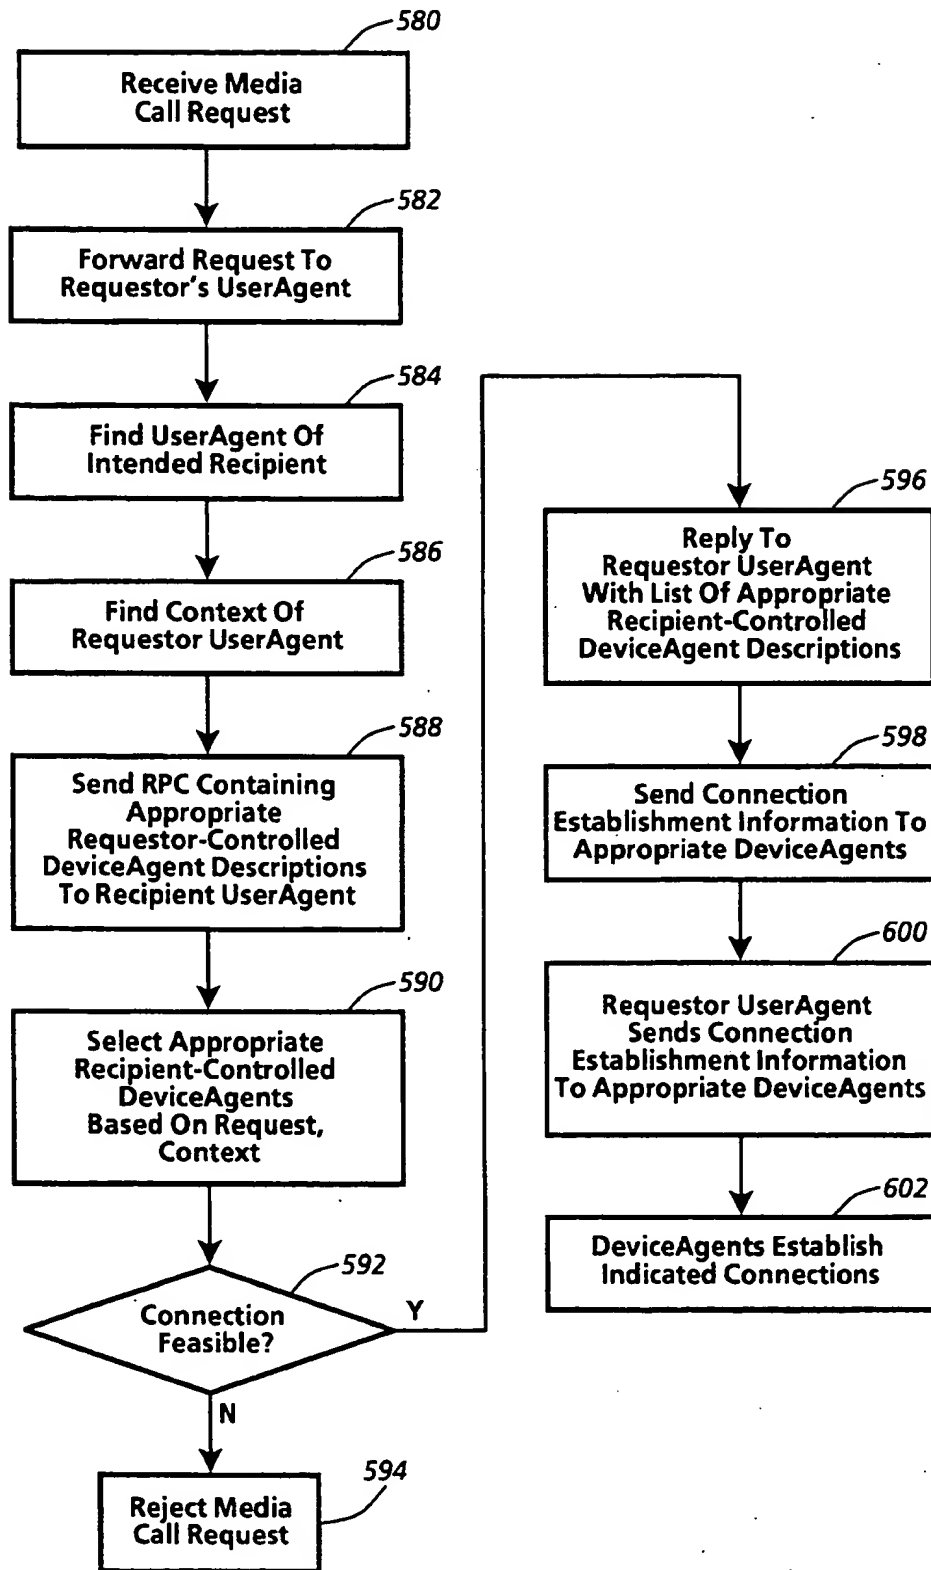 580
Receive Media
Call Request
582
Forward Request To
Requestor's UserAgent
584
Find UserAgent Of
Intended Recipient
586
Find Context Of
Requestor UserAgent
588
Send RPC Containing
Appropriate
Requestor-Controlled
DeviceAgent Descriptions
To Recipient UserAgent
590
Select Appropriate
Recipient-Controlled
DeviceAgents
Based On Request,
Context
592
Connection
Feasible?
Y
N
594
Reject Media
Call Request
596
Reply To
Requestor UserAgent
With List Of Appropriate
Recipient-Controlled
DeviceAgent Descriptions
598
Send Connection
Establishment Information To
Appropriate DeviceAgents
600
Requestor UserAgent
Sends Connection
Establishment Information
To Appropriate DeviceAgents
602
DeviceAgents Establish
Indicated Connections